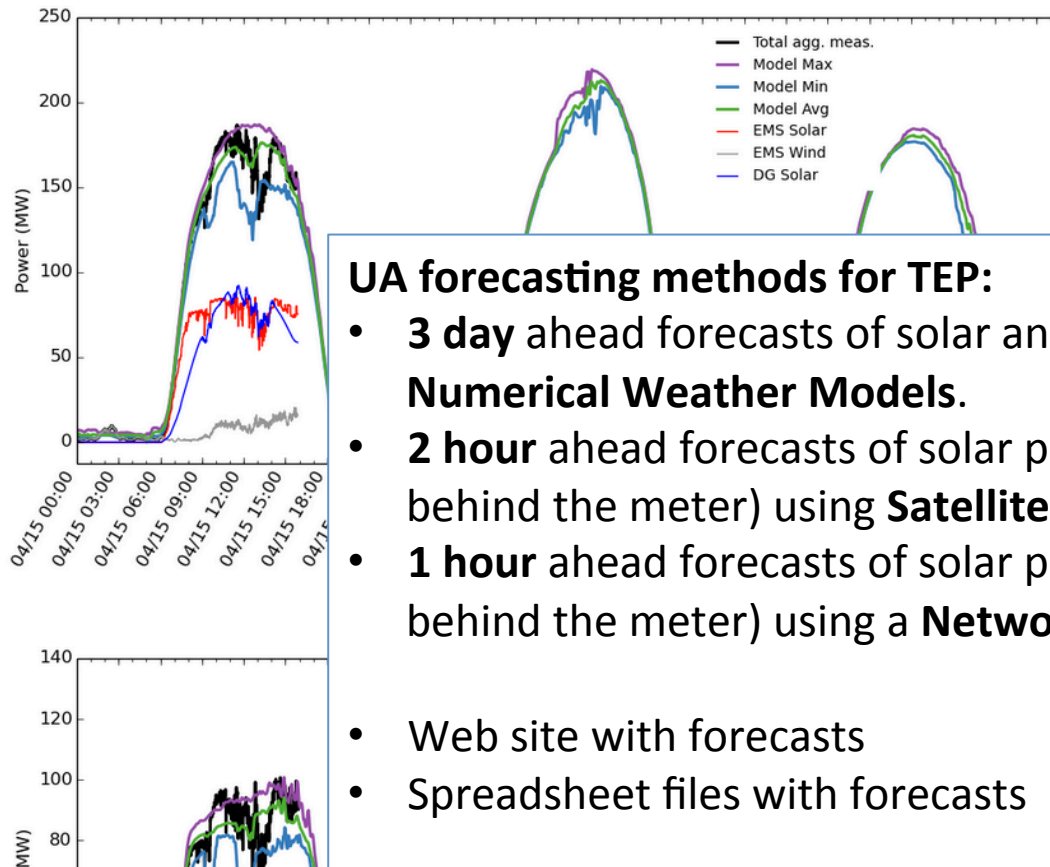 250
200
150
100
50
0
Power (MW)
Total agg. meas.
Model Max
Model Min
Model Avg
EMS Solar
EMS Wind
DG Solar
04/15 00:00
04/15 03:00
04/15 06:00
04/15 09:00
04/15 12:00
04/15 15:00
04/15 18:00
UA forecasting methods for TEP:
• 3 day ahead forecasts of solar
Numerical Weather Models.
• 2 hour ahead forecasts of solar
behind the meter) using Satellite
• 1 hour ahead forecasts of solar
behind the meter) using a
• Web site with forecasts
• Spreadsheet files with forecasts
140
120
100
80
MW)